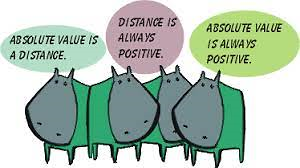 ABSOLUTE VALUE IS
A DISTANCE.
DISTANCE IS
ALWAYS
POSITIVE.
ABSOLUTE VALUE
IS ALWAYS
POSITIVE.